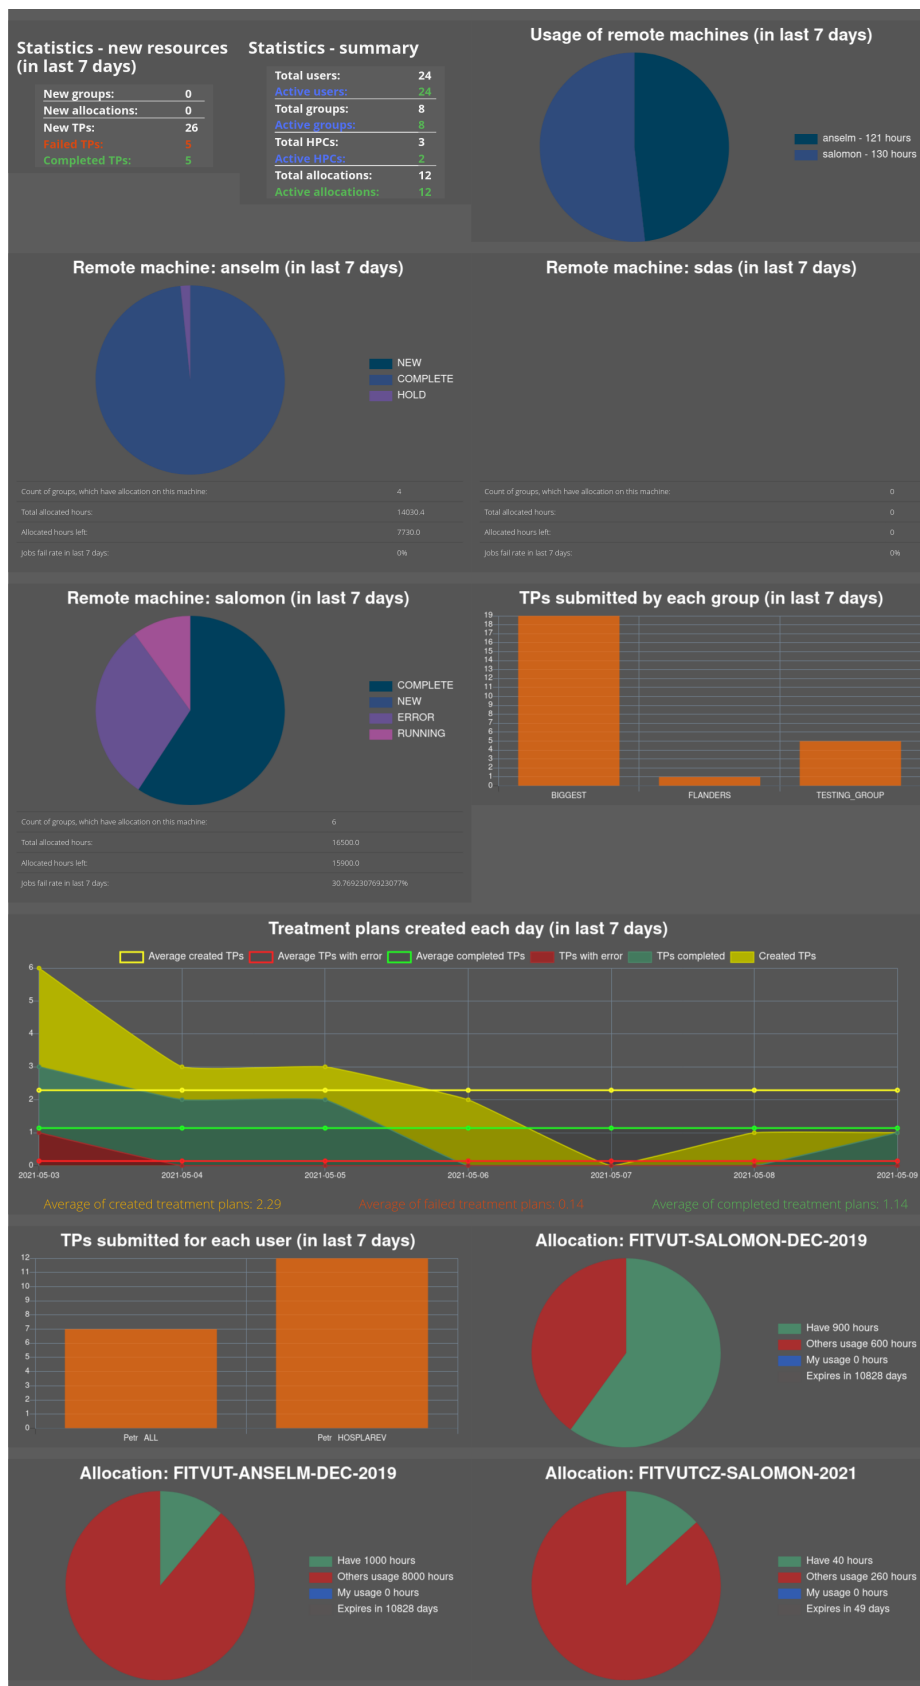 Statistics - new resources
(in last 7 days)
New groups: 0
New allocations: 0
New TPs: 26
Failed TPs: 5
Completed TPs: 5
Statistics - summary
Total users: 24
Active users: 24
Total groups: 8
Active groups: 8
Total HPCs: 3
Active HPCs: 2
Total allocations: 12
Active allocations: 12
Usage of remote machines (in last 7 days)
anselm - 121 hours
salomon - 130 hours
Remote machine: anselm (in last 7 days)
NEW
COMPLETE
HOLD
Count of groups, which have allocation on this machine: 4
Total allocated hours: 14030.4
Allocated hours left: 7730.0
Jobs fail rate in last 7 days: 0%
Remote machine: sdas (in last 7 days)
Count of groups, which have allocation on this machine: 0
Total allocated hours: 0
Allocated hours left: 0
Jobs fail rate in last 7 days: 0%
Remote machine: salomon (in last 7 days)
COMPLETE
NEW
ERROR
RUNNING
Count of groups, which have allocation on this machine: 6
Total allocated hours: 16500.0
Allocated hours left: 15900.0
Jobs fail rate in last 7 days: 30.76923076923077%
TPs submitted by each group (in last 7 days)
19
18
17
16
15
14
13
12
11
10
9
8
7
6
5
4
3
2
1
0
BIGGEST FLANDERS TESTING_GROUP
Treatment plans created each day (in last 7 days)
Average created TPs Average TPs with error Average completed TPs TPs with error TPs completed Created TPs
6
5
4
3
2
1
0
2021-05-03 2021-05-04 2021-05-05 2021-05-06 2021-05-07 2021-05-08 2021-05-09
Average of created treatment plans: 2.29 Average of failed treatment plans: 0.14 Average of completed treatment plans: 1.14
TPs submitted for each user (in last 7 days)
12
11
10
9
8
7
6
5
4
3
2
1
0
Petr ALL Petr HOSPLAREV
Allocation: FITVUT-SALOMON-DEC-2019
Have 900 hours
Others usage 600 hours
My usage 0 hours
Expires in 10828 days
Allocation: FITVUT-ANSELM-DEC-2019
Have 1000 hours
Others usage 8000 hours
My usage 0 hours
Expires in 10828 days
Allocation: FITVUTCZ-SALOMON-2021
Have 40 hours
Others usage 260 hours
My usage 0 hours
Expires in 49 days